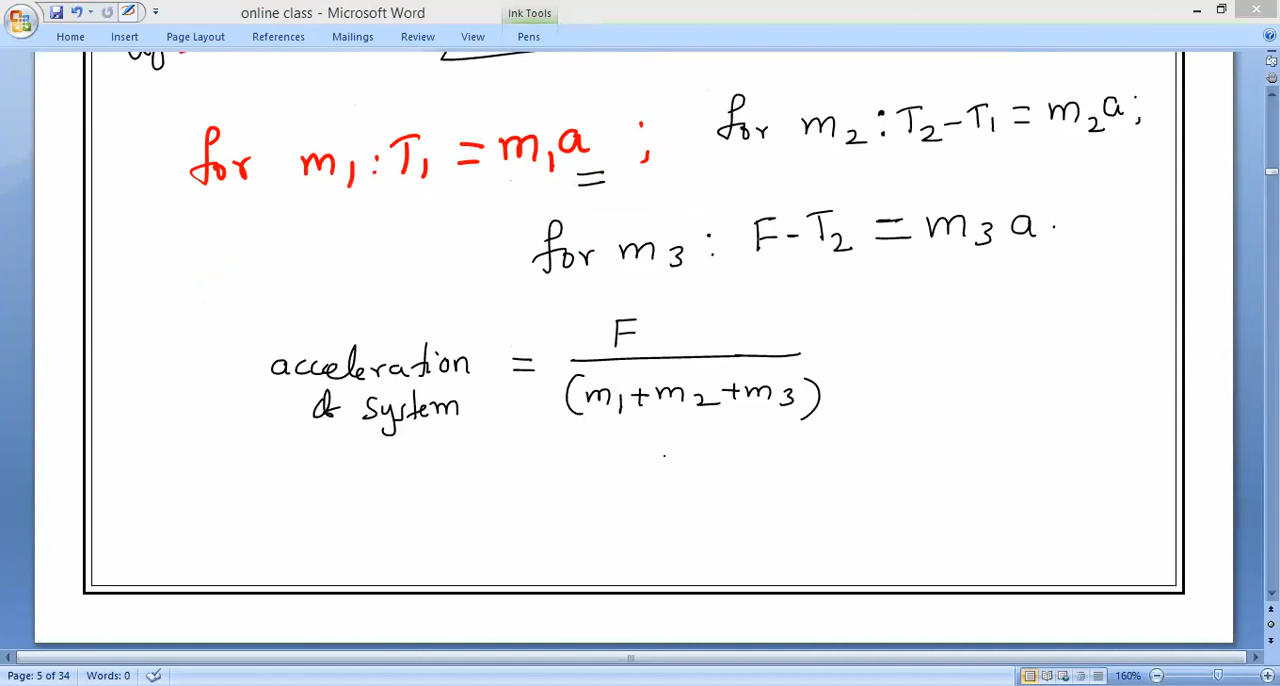 online class - Microsoft Word
Ink Tools
Home Insert Page Layout References Mailings Review View Pens
for m₁ : T₁ = m₁a ;
for m₂ : T₂ - T₁ = m₂a ;
for m₃ : F - T₂ = m₃ a .
F
acceleration =
(m₁ + m₂ + m₃)
of system
Page: 5 of 34 Words: 0 160%